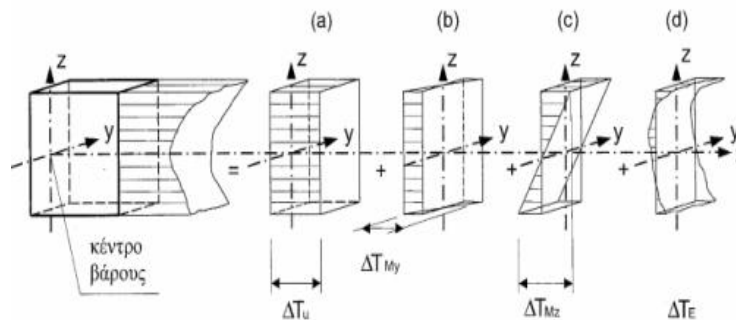 (a) (b) (c) (d)
z z z z z
y y y y y
= + + +
κέντρο
βάρους
ΔT_My
ΔT_u ΔT_Mz ΔT_E